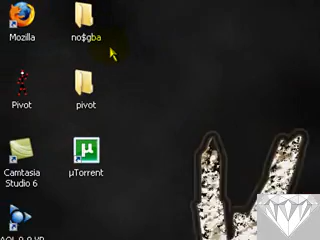 Mozilla
no$gba
Pivot
pivot
Camtasia
Studio 6
µTorrent
µ